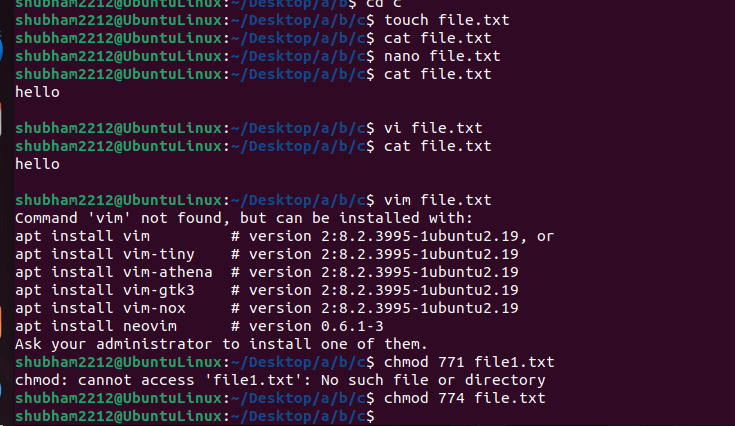 shubham2212@UbuntuLinux:~/Desktop/a/b$ cd c
shubham2212@UbuntuLinux:~/Desktop/a/b/c$ touch file.txt
shubham2212@UbuntuLinux:~/Desktop/a/b/c$ cat file.txt
shubham2212@UbuntuLinux:~/Desktop/a/b/c$ nano file.txt
shubham2212@UbuntuLinux:~/Desktop/a/b/c$ cat file.txt
hello
shubham2212@UbuntuLinux:~/Desktop/a/b/c$ vi file.txt
shubham2212@UbuntuLinux:~/Desktop/a/b/c$ cat file.txt
hello
shubham2212@UbuntuLinux:~/Desktop/a/b/c$ vim file.txt
Command 'vim' not found, but can be installed with:
apt install vim         # version 2:8.2.3995-1ubuntu2.19, or
apt install vim-tiny    # version 2:8.2.3995-1ubuntu2.19
apt install vim-athena  # version 2:8.2.3995-1ubuntu2.19
apt install vim-gtk3    # version 2:8.2.3995-1ubuntu2.19
apt install vim-nox     # version 2:8.2.3995-1ubuntu2.19
apt install neovim      # version 0.6.1-3
Ask your administrator to install one of them.
shubham2212@UbuntuLinux:~/Desktop/a/b/c$ chmod 771 file1.txt
chmod: cannot access 'file1.txt': No such file or directory
shubham2212@UbuntuLinux:~/Desktop/a/b/c$ chmod 774 file.txt
shubham2212@UbuntuLinux:~/Desktop/a/b/c$